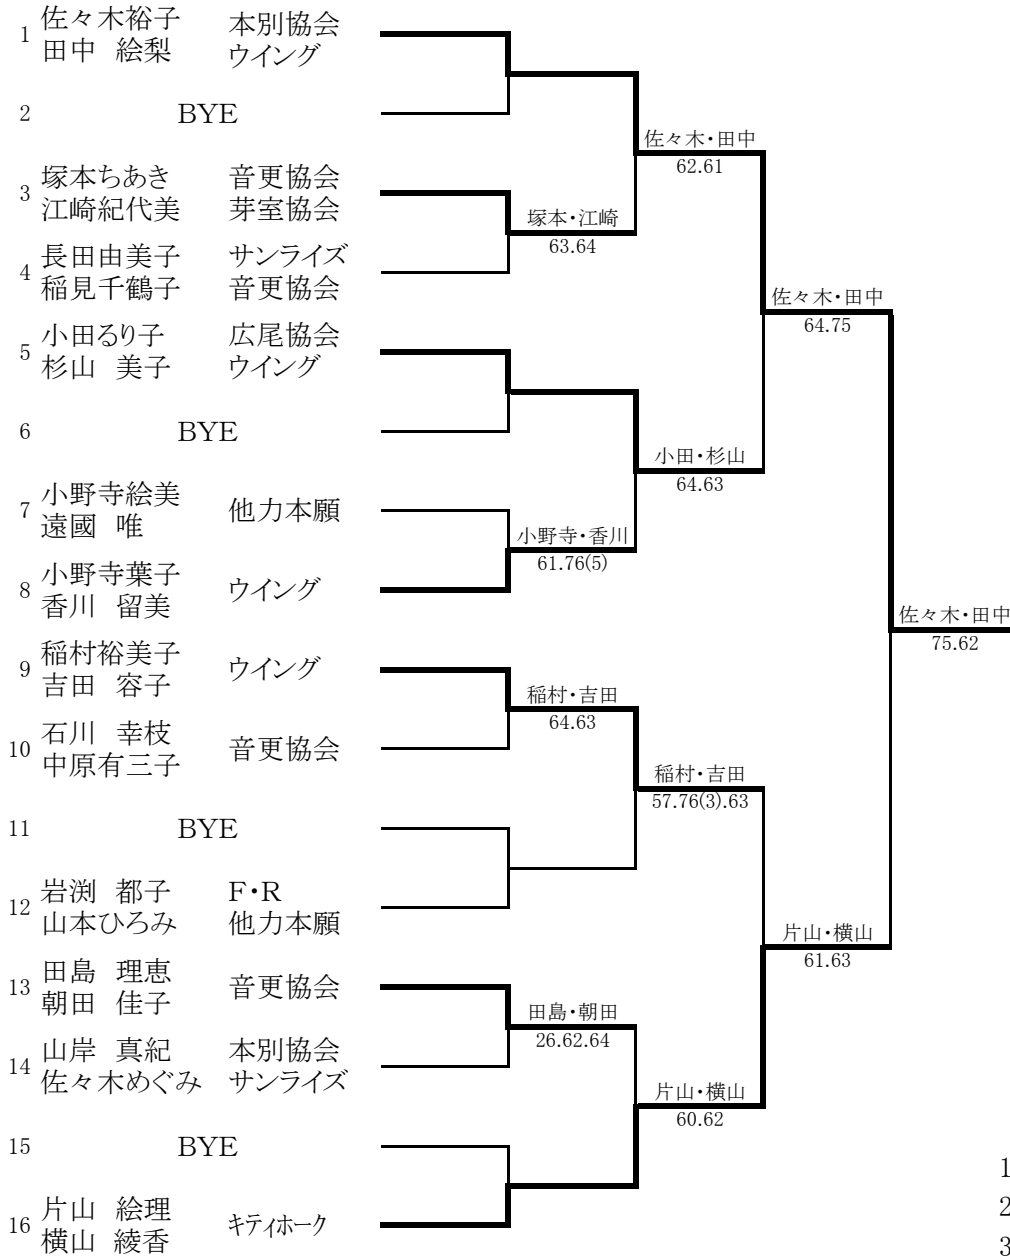 1 佐々木裕子 本別協会
田中 絵梨 ウイング
2 BYE
佐々木・田中
62.61
3 塚本ちあき 音更協会
江崎紀代美 芽室協会
塚本・江崎
63.64
4 長田由美子 サンライズ
稲見千鶴子 音更協会
佐々木・田中
64.75
5 小田るり子 広尾協会
杉山 美子 ウイング
6 BYE
小田・杉山
64.63
7 小野寺絵美 他力本願
遠國 唯
小野寺・香川
61.76(5)
8 小野寺葉子 ウイング
香川 留美
佐々木・田中
75.62
9 稲村裕美子 ウイング
吉田 容子
稲村・吉田
64.63
10 石川 幸枝 音更協会
中原有三子
稲村・吉田
57.76(3).63
11 BYE
12 岩渕 都子 F・R
山本ひろみ 他力本願
片山・横山
61.63
13 田島 理恵 音更協会
朝田 佳子
田島・朝田
26.62.64
14 山岸 真紀 本別協会
佐々木めぐみ サンライズ
片山・横山
60.62
15 BYE
16 片山 絵理 キティホーク
横山 綾香
1
2
3